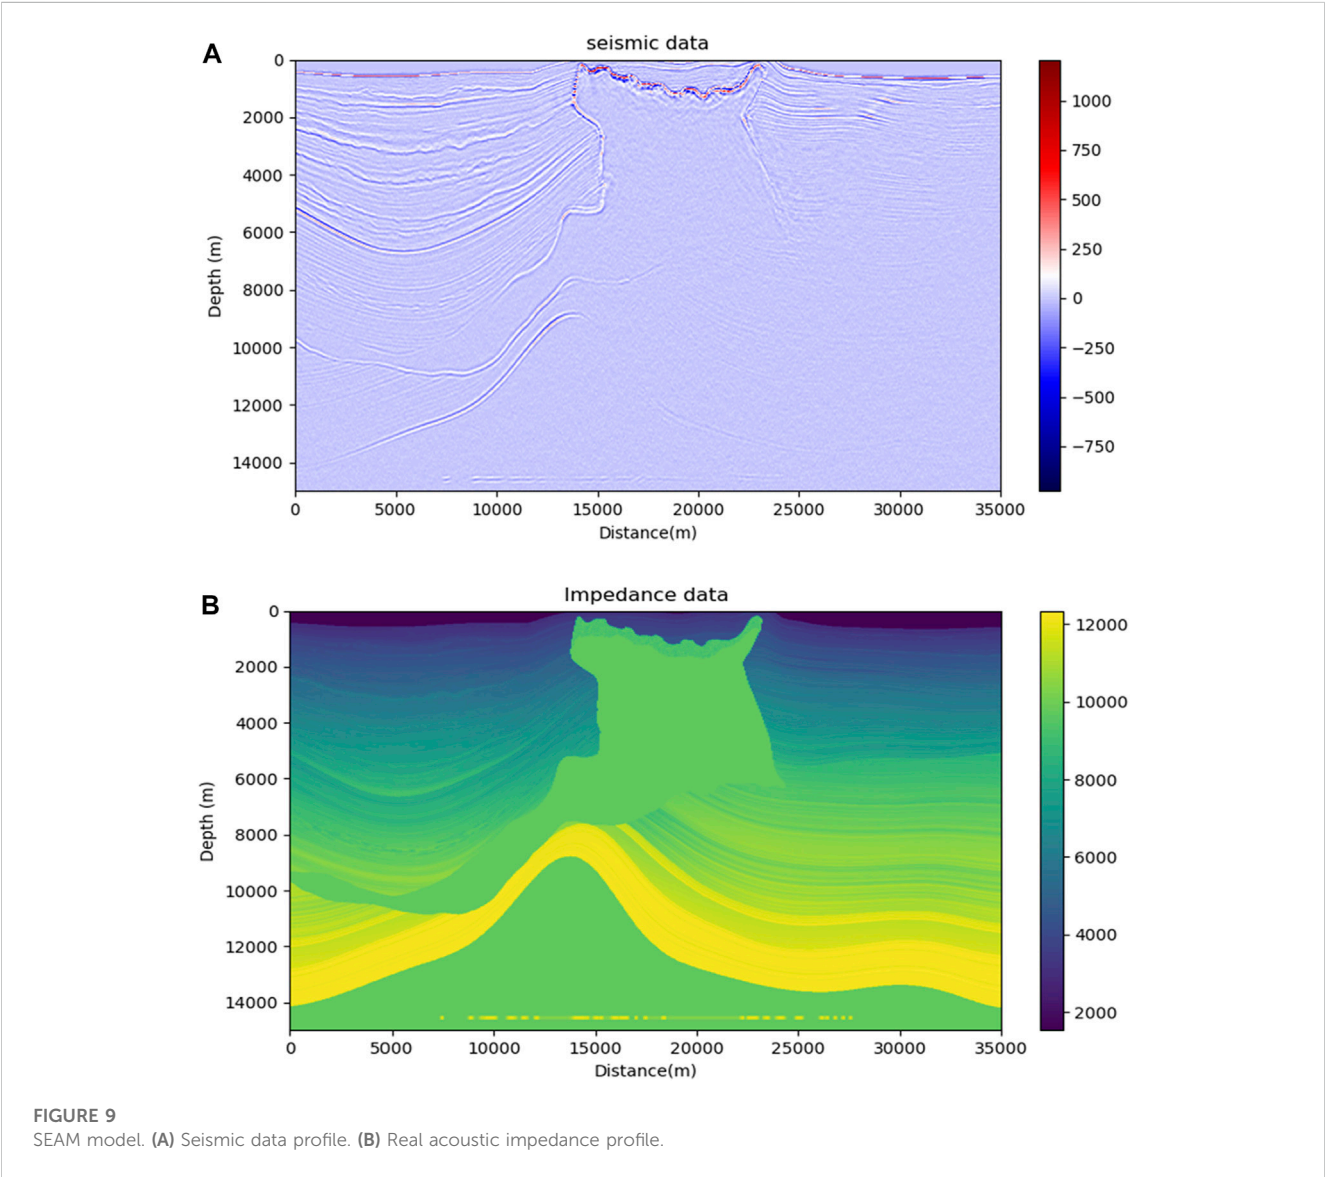 A
seismic data
0
2000
4000
6000
8000
10000
12000
14000
Depth (m)
0 5000 10000 15000 20000 25000 30000 35000
Distance(m)
1000
750
500
250
0
−250
−500
−750
B
Impedance data
0
2000
4000
6000
8000
10000
12000
14000
Depth (m)
0 5000 10000 15000 20000 25000 30000 35000
Distance(m)
12000
10000
8000
6000
4000
2000
FIGURE 9
SEAM model. (A) Seismic data profile. (B) Real acoustic impedance profile.